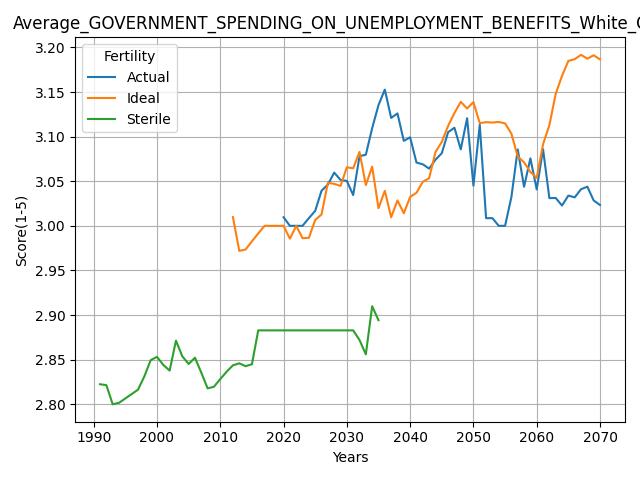 Average_GOVERNMENT_SPENDING_ON_UNEMPLOYMENT_BENEFITS_White_
Fertility
Actual
Ideal
Sterile
Score(1-5)
3.20
3.15
3.10
3.05
3.00
2.95
2.90
2.85
2.80
1990 2000 2010 2020 2030 2040 2050 2060 2070
Years